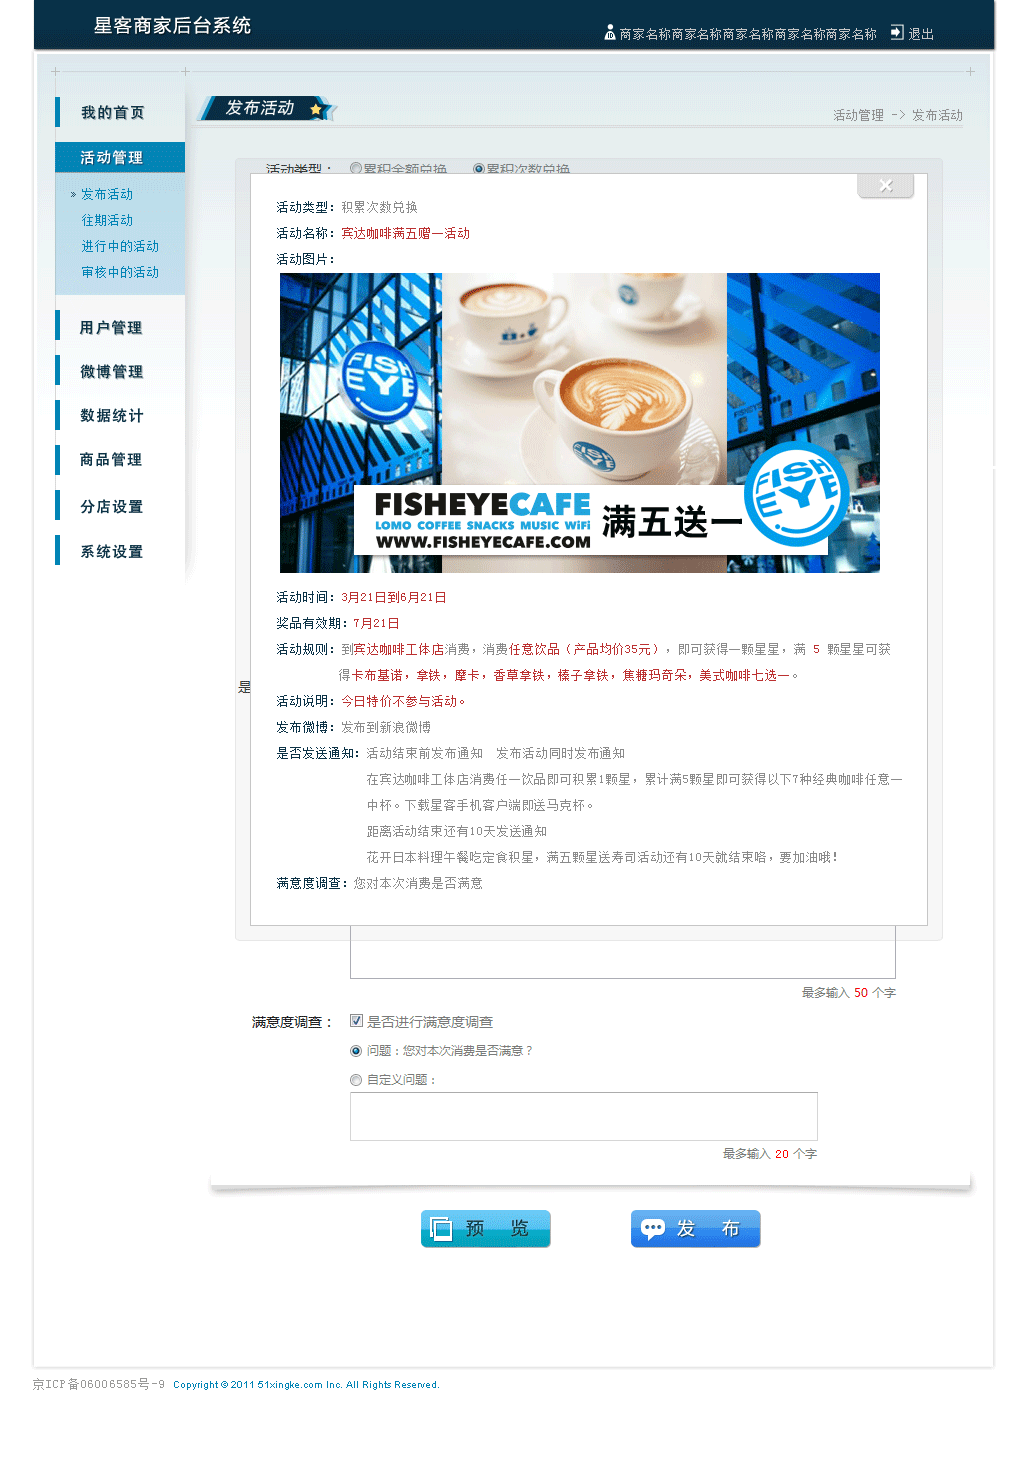 星客商家后台系统
商家名称商家名称商家名称商家名称商家名称 退出
我的首页
发布活动
活动管理 -> 发布活动
活动管理
发布活动
往期活动
进行中的活动
审核中的活动
用户管理
微博管理
数据统计
商品管理
分店设置
系统设置
活动类型： 累积金额兑换 累积次数兑换
活动类型：积累次数兑换
活动名称：宾达咖啡满五赠一活动
活动图片：
FISH EYE
FISHEYECAFE
LOMO COFFEE SNACKS MUSIC WiFi
WWW.FISHEYECAFE.COM
满五送一
FISH EYE
活动时间：3月21日到6月21日
奖品有效期：7月21日
活动规则：到宾达咖啡工体店消费，消费任意饮品（产品均价35元），即可获得一颗星星，满 5 颗星星可获
得卡布基诺，拿铁，摩卡，香草拿铁，榛子拿铁，焦糖玛奇朵，美式咖啡七选一。
是
活动说明：今日特价不参与活动。
发布微博：发布到新浪微博
是否发送通知：活动结束前发布通知 发布活动同时发布通知
在宾达咖啡工体店消费任一饮品即可积累1颗星，累计满5颗星即可获得以下7种经典咖啡任意一
中杯。下载星客手机客户端即送马克杯。
距离活动结束还有10天发送通知
花开日本料理午餐吃定食积星，满五颗星送寿司活动还有10天就结束咯，要加油哦！
满意度调查：您对本次消费是否满意
最多输入 50 个字
满意度调查： 是否进行满意度调查
问题：您对本次消费是否满意？
自定义问题：
最多输入 20 个字
预 览
发 布
京ICP备06006585号-9 Copyright © 2011 51xingke.com Inc. All Rights Reserved.